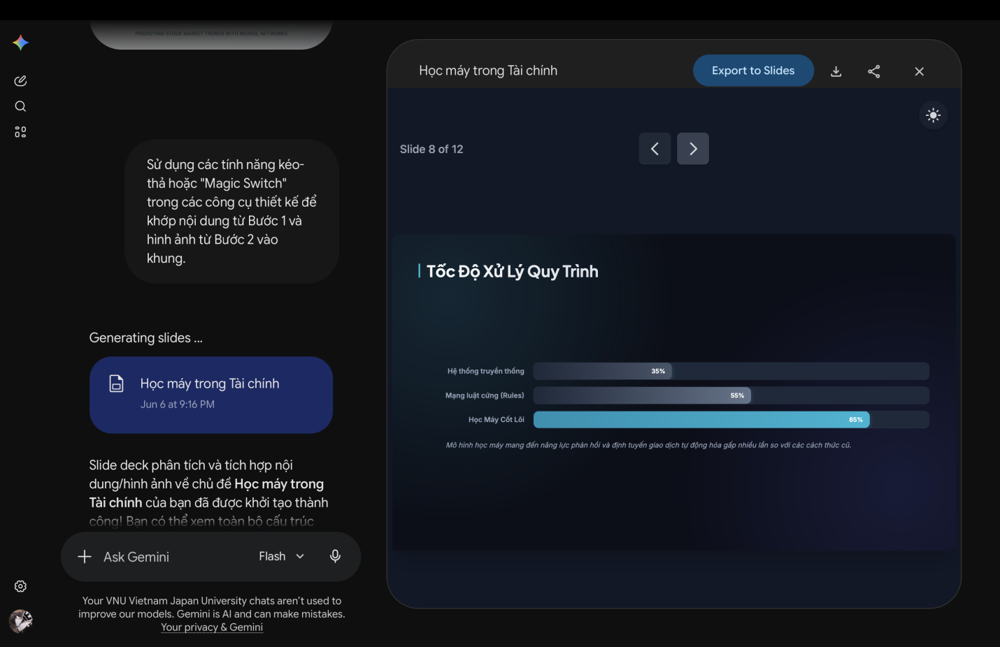 PREDICTING STOCK MARKET TRENDS WITH NEURAL NETWORKS
Sử dụng các tính năng kéo-
thả hoặc "Magic Switch"
trong các công cụ thiết kế để
khớp nội dung từ Bước 1 và
hình ảnh từ Bước 2 vào
khung.
Generating slides ...
Học máy trong Tài chính
Jun 6 at 9:16 PM
Slide deck phân tích và tích hợp nội
dung/hình ảnh về chủ đề Học máy trong
Tài chính của bạn đã được khởi tạo thành
công! Bạn có thể xem toàn bộ cấu trúc
Ask Gemini
Flash
Your VNU Vietnam Japan University chats aren't used to
improve our models. Gemini is AI and can make mistakes.
Your privacy & Gemini
Học máy trong Tài chính
Export to Slides
Slide 8 of 12
Tốc Độ Xử Lý Quy Trình
Hệ thống truyền thống 35%
Mạng luật cứng (Rules) 55%
Học Máy Cốt Lõi 85%
Mô hình học máy mang đến năng lực phản hồi và định tuyến giao dịch tự động hóa gấp nhiều lần so với các cách thức cũ.